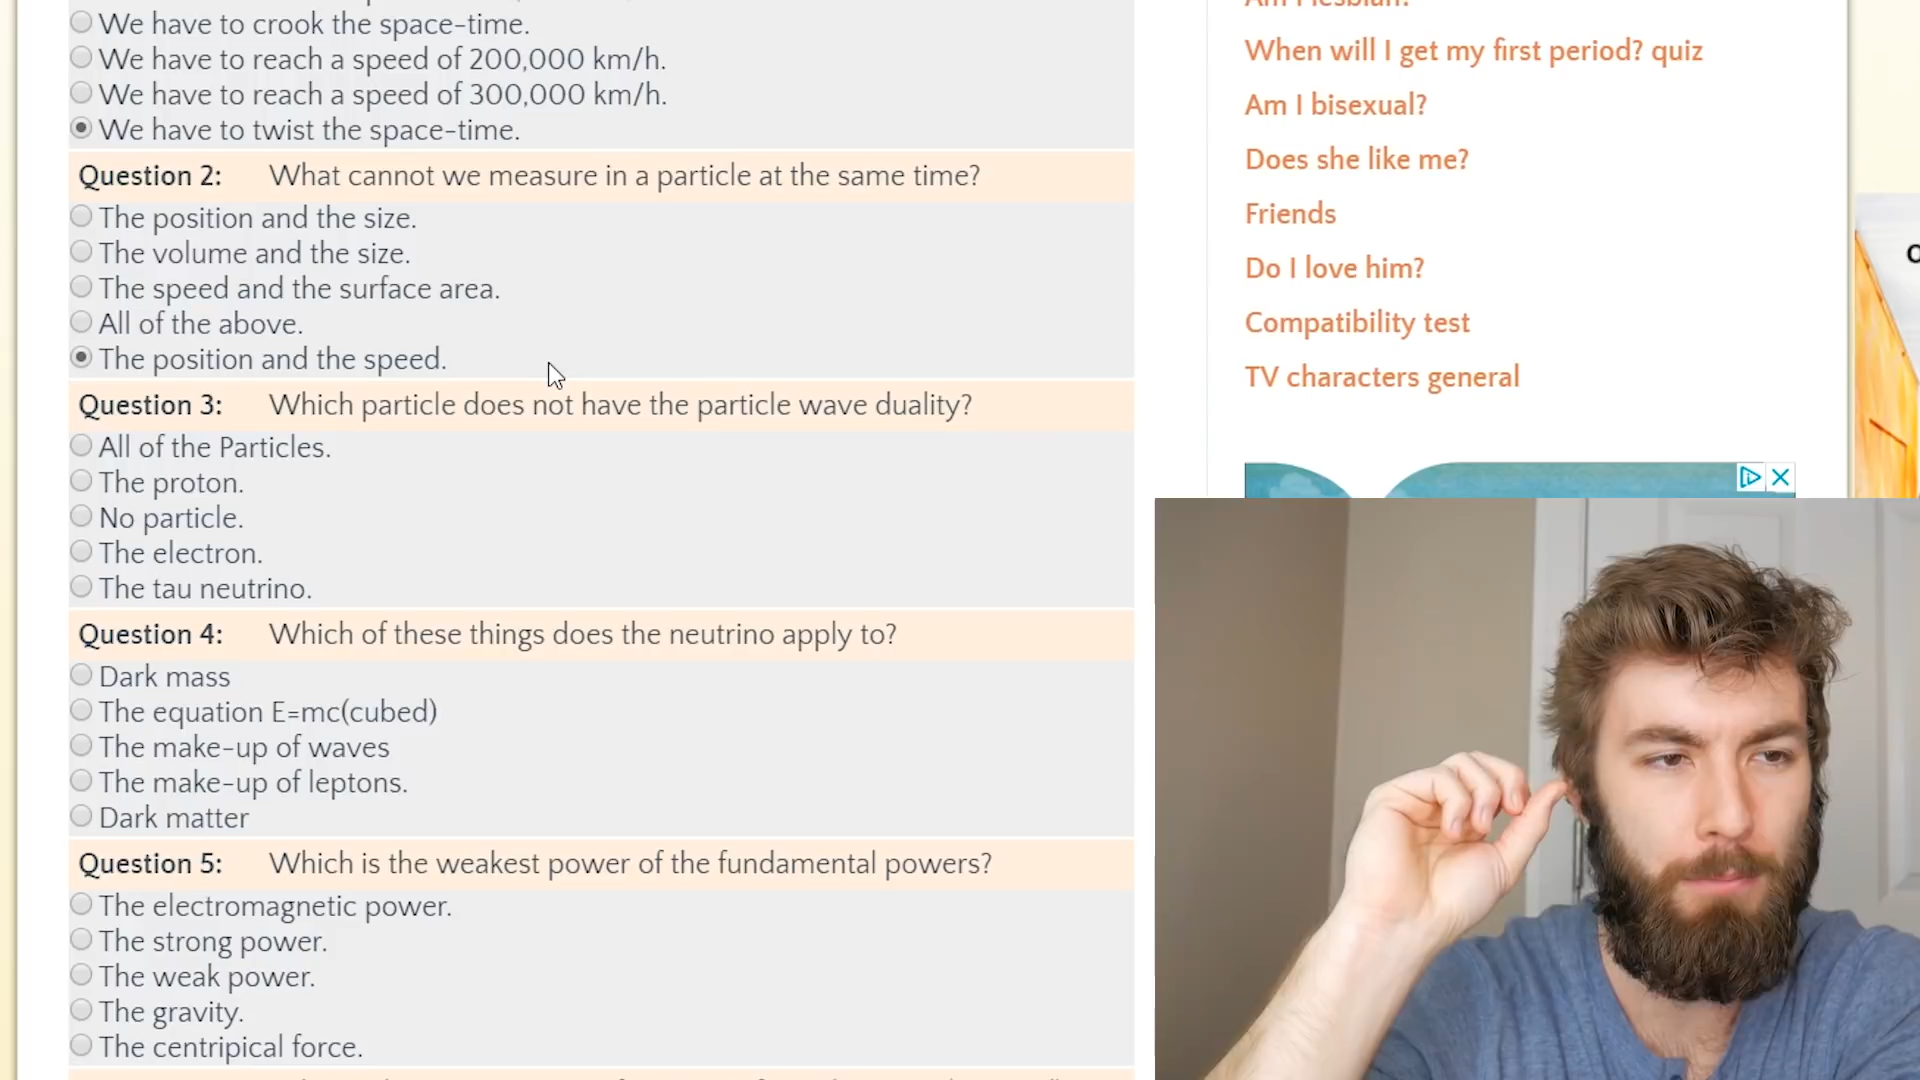 We have to crook the space-time.
We have to reach a speed of 200,000 km/h.
We have to reach a speed of 300,000 km/h.
We have to twist the space-time.
Question 2: What cannot we measure in a particle at the same time?
The position and the size.
The volume and the size.
The speed and the surface area.
All of the above.
The position and the speed.
Question 3: Which particle does not have the particle wave duality?
All of the Particles.
The proton.
No particle.
The electron.
The tau neutrino.
Question 4: Which of these things does the neutrino apply to?
Dark mass
The equation E=mc(cubed)
The make-up of waves
The make-up of leptons.
Dark matter
Question 5: Which is the weakest power of the fundamental powers?
The electromagnetic power.
The strong power.
The weak power.
The gravity.
The centripical force.
Am I lesbian?
When will I get my first period? quiz
Am I bisexual?
Does she like me?
Friends
Do I love him?
Compatibility test
TV characters general